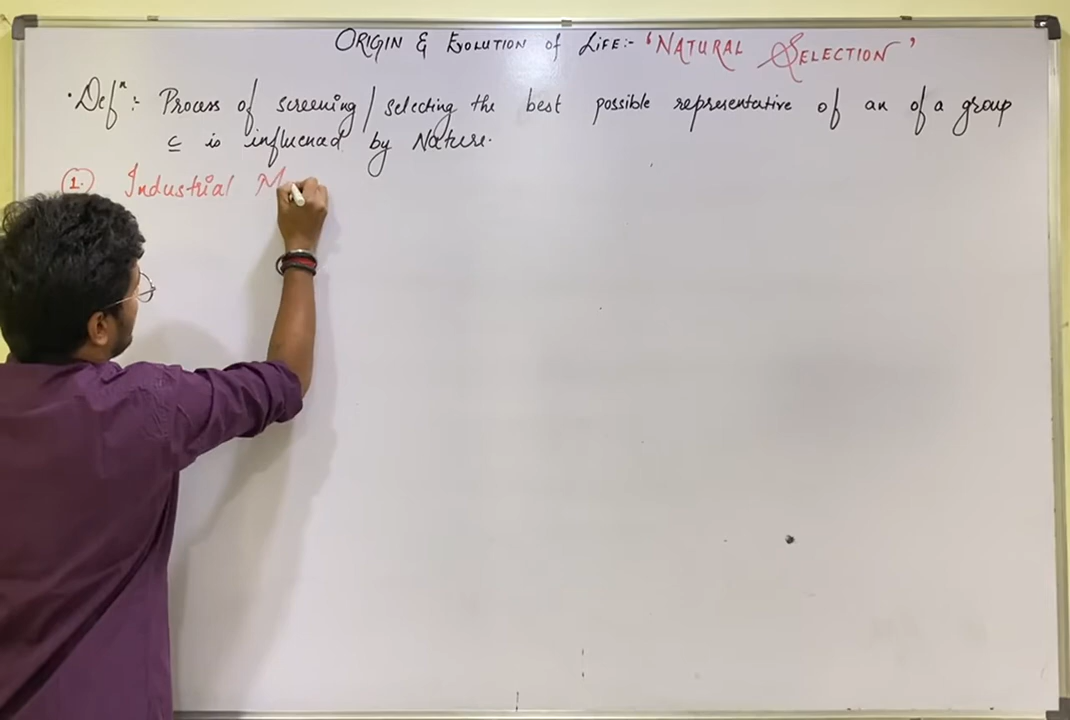 ORIGIN & EVOLUTION of LIFE:- 'NATURAL SELECTION'
• Defⁿ:- Process of screening / selecting the best possible representative of an of a group
c̲ is influenced by Nature.
1. Industrial M